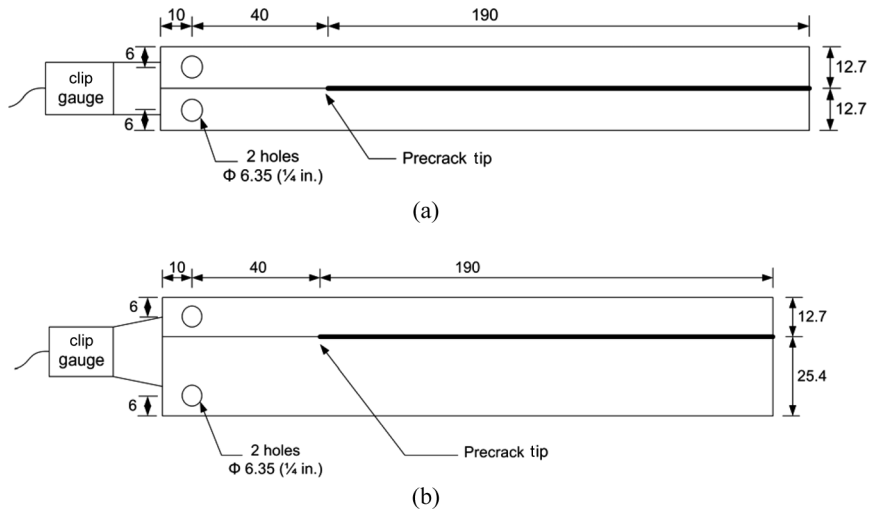 10 40 190
6
clip
gauge
12.7
12.7
6
2 holes
Φ 6.35 (¼ in.)
Precrack tip
(a)
10 40 190
6
clip
gauge
12.7
25.4
6
2 holes
Φ 6.35 (¼ in.)
Precrack tip
(b)